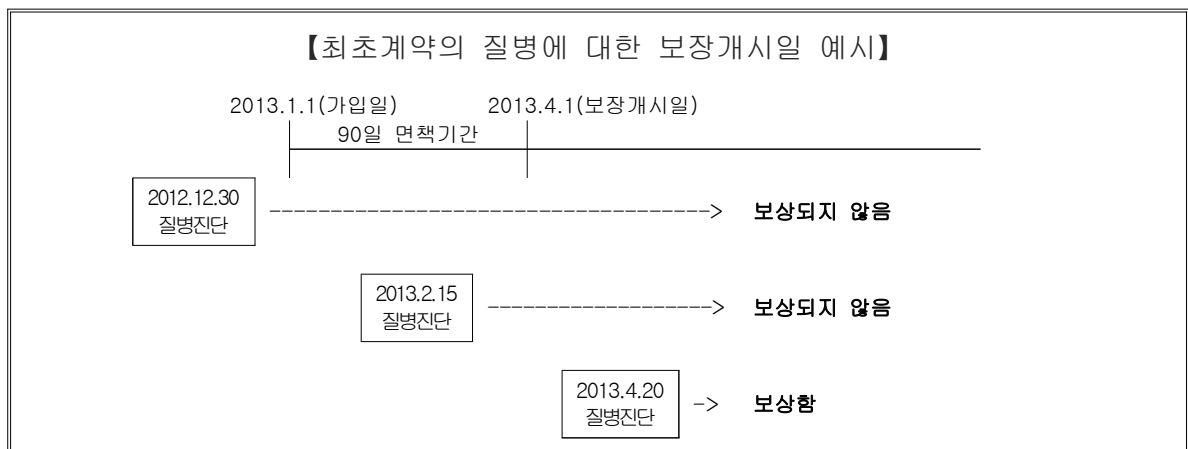 【최초계약의 질병에 대한 보장개시일 예시】
2013.1.1(가입일) 2013.4.1(보장개시일)
90일 면책기간
2012.12.30
질병진단
보상되지 않음
2013.2.15
질병진단
보상되지 않음
2013.4.20
질병진단
보상함